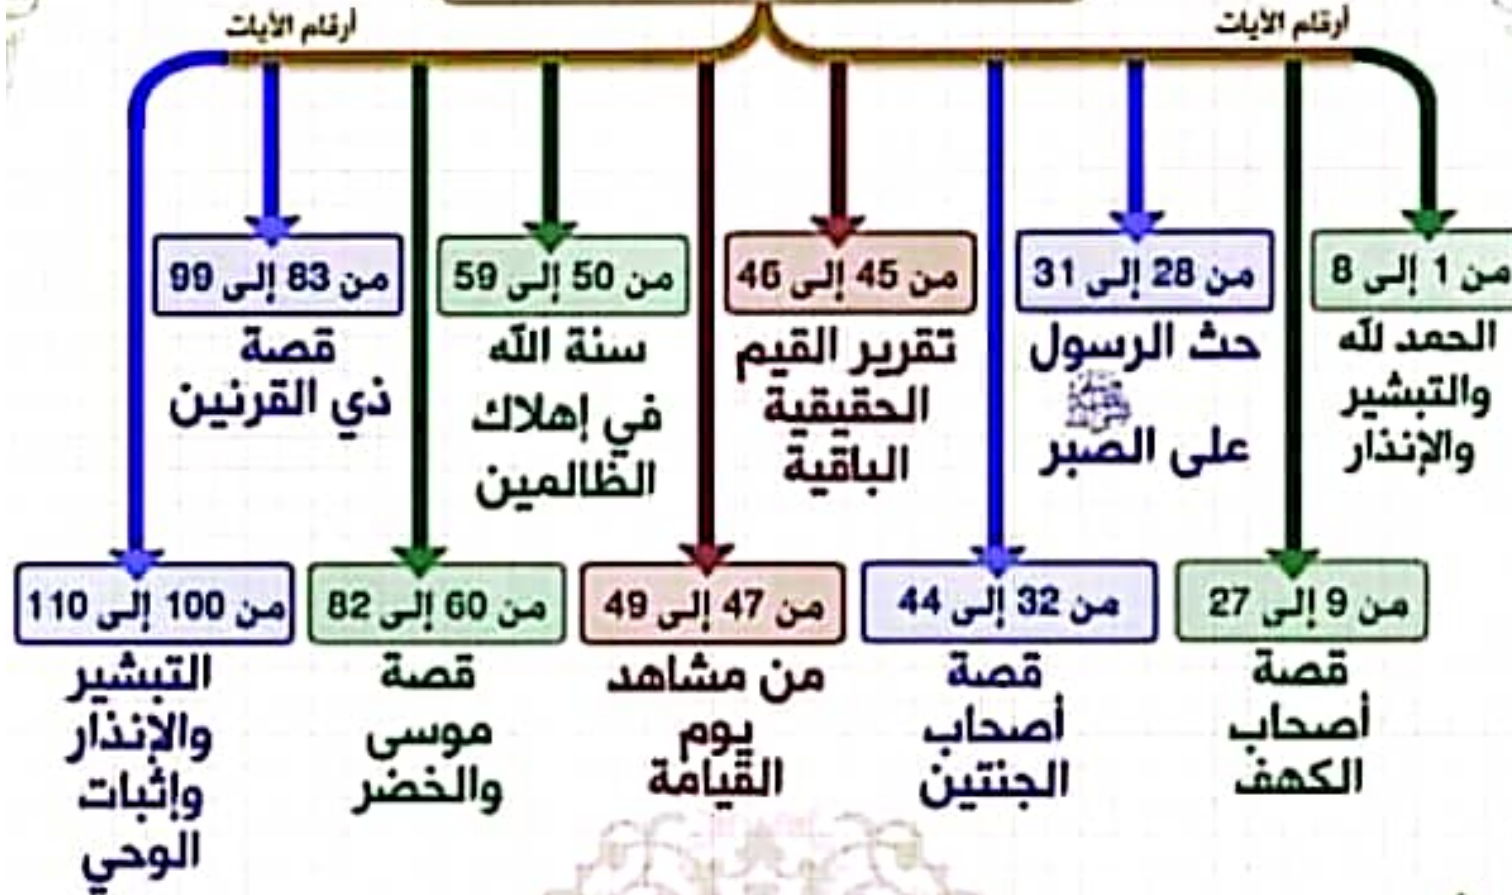 أرقام الآيات
أرقام الآيات
من 1 إلى 8
الحمد لله
والتبشير
والإنذار
من 9 إلى 27
قصة
أصحاب
الكهف
من 28 إلى 31
حث الرسول
ﷺ
على الصبر
من 32 إلى 44
قصة
أصحاب
الجنتين
من 45 إلى 46
تقرير القيم
الحقيقية
الباقية
من 47 إلى 49
من مشاهد
يوم
القيامة
من 50 إلى 59
سنة الله
في إهلاك
الظالمين
من 60 إلى 82
قصة
موسى
والخضر
من 83 إلى 99
قصة
ذي القرنين
من 100 إلى 110
التبشير
والإنذار
وإثبات
الوحي